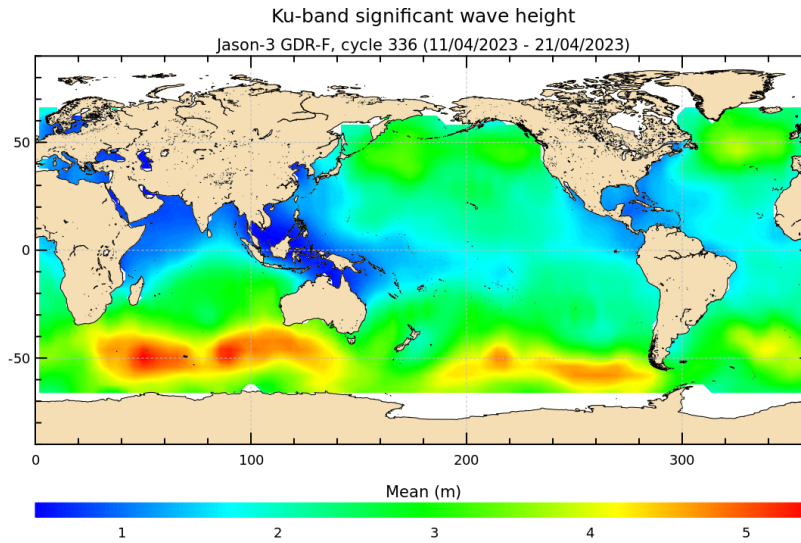 Ku-band significant wave height
Jason-3 GDR-F, cycle 336 (11/04/2023 - 21/04/2023)
50
0
-50
0 100 200 300
Mean (m)
1 2 3 4 5